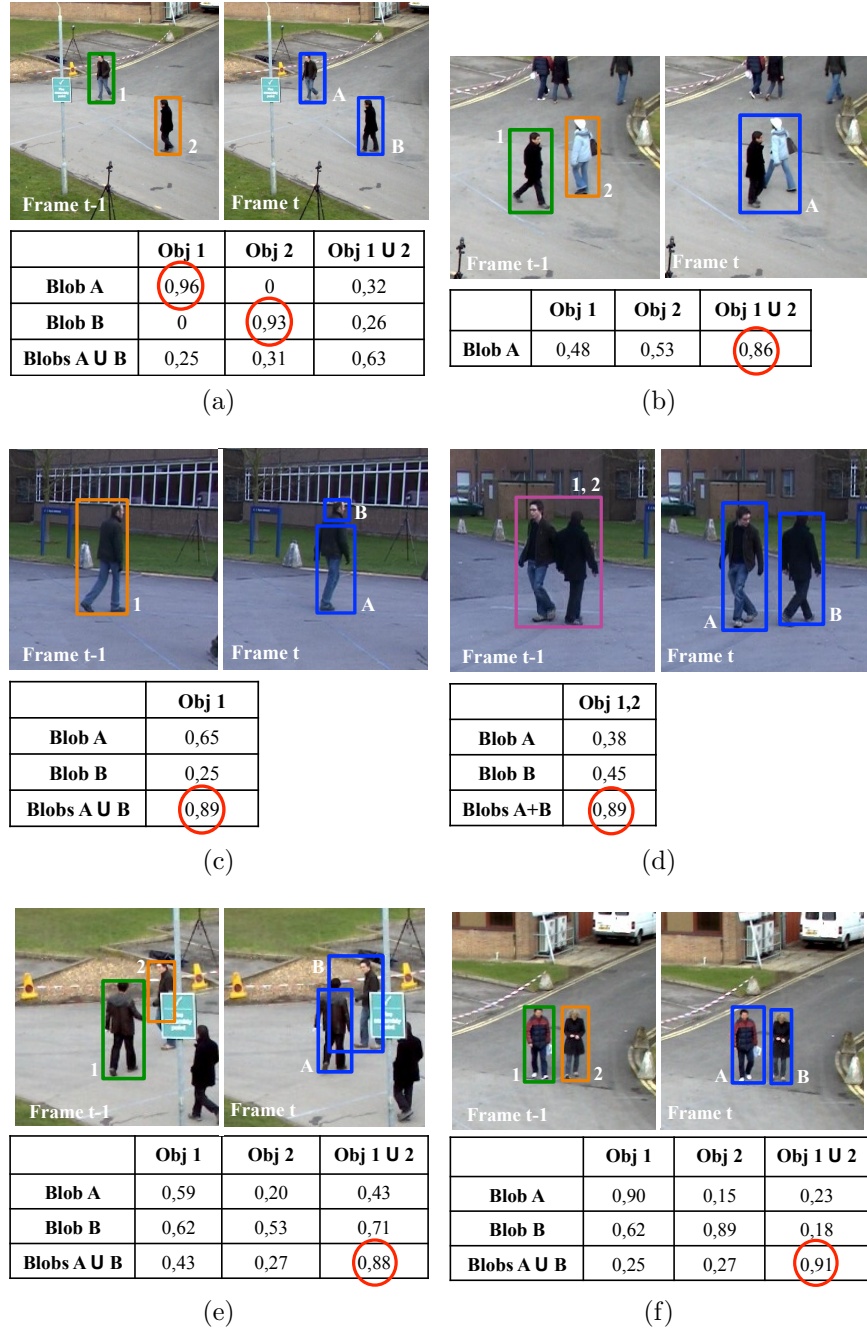 1
2
Frame t-1
A
B
Frame t
Obj 1 Obj 2 Obj 1 U 2
Blob A 0,96 0 0,32
Blob B 0 0,93 0,26
Blobs A U B 0,25 0,31 0,63
(a)
1
2
Frame t-1
A
Frame t
Obj 1 Obj 2 Obj 1 U 2
Blob A 0,48 0,53 0,86
(b)
1
Frame t-1
B
A
Frame t
Obj 1
Blob A 0,65
Blob B 0,25
Blobs A U B 0,89
(c)
1, 2
Frame t-1
A
B
Frame t
Obj 1,2
Blob A 0,38
Blob B 0,45
Blobs A+B 0,89
(d)
2
1
Frame t-1
B
A
Frame t
Obj 1 Obj 2 Obj 1 U 2
Blob A 0,59 0,20 0,43
Blob B 0,62 0,53 0,71
Blobs A U B 0,43 0,27 0,88
(e)
1
2
Frame t-1
A
B
Frame t
Obj 1 Obj 2 Obj 1 U 2
Blob A 0,90 0,15 0,23
Blob B 0,62 0,89 0,18
Blobs A U B 0,25 0,27 0,91
(f)